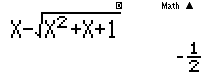 D Math ▲
X-√X²+X+1
-1/2